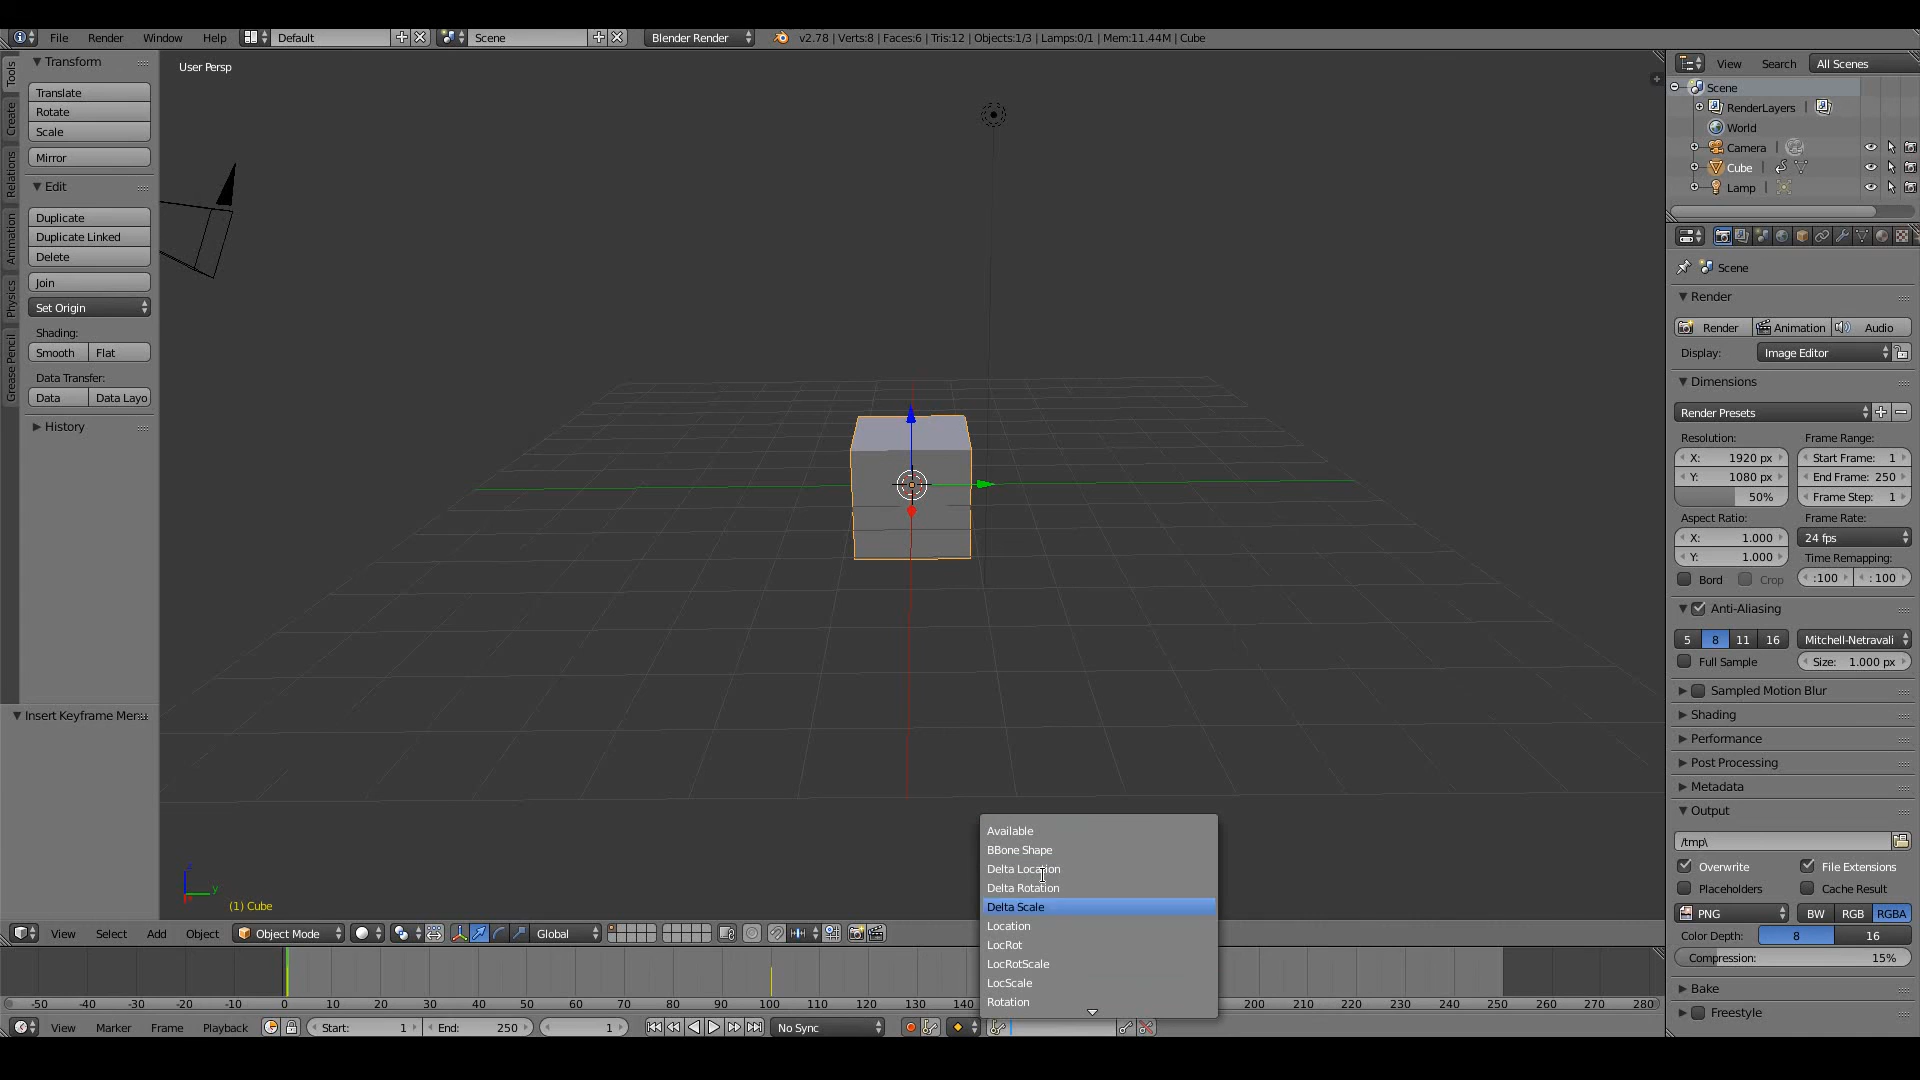 File Render Window Help Default Scene Blender Render v2.78 | Verts:8 | Faces:6 | Tris:12 | Objects:1/3 | Lamps:0/1 | Mem:11.44M | Cube
Tools
Create
Relations
Animation
Physics
Grease Pencil
Transform
Translate
Rotate
Scale
Mirror
Edit
Duplicate
Duplicate Linked
Delete
Join
Set Origin
Shading:
Smooth Flat
Data Transfer:
Data Data Layo
History
Insert Keyframe Menu
User Persp
(1) Cube
z
y
Available
BBone Shape
Delta Location
Delta Rotation
Delta Scale
Location
LocRot
LocRotScale
LocScale
Rotation
View Select Add Object Object Mode Global
-50 -40 -30 -20 -10 0 10 20 30 40 50 60 70 80 90 100 110 120 130 140 200 210 220 230 240 250 260 270 280
View Marker Frame Playback Start: 1 End: 250 1 No Sync
View Search All Scenes
Scene
RenderLayers |
World
Camera |
Cube |
Lamp |
Scene
Render
Render Animation Audio
Display: Image Editor
Dimensions
Render Presets
Resolution: Frame Range:
X: 1920 px Start Frame: 1
Y: 1080 px End Frame: 250
50% Frame Step: 1
Aspect Ratio: Frame Rate:
X: 1.000 24 fps
Y: 1.000 Time Remapping:
Bord Crop :100 : 100
Anti-Aliasing
5 8 11 16 Mitchell-Netravali
Full Sample Size: 1.000 px
Sampled Motion Blur
Shading
Performance
Post Processing
Metadata
Output
/tmp\
Overwrite File Extensions
Placeholders Cache Result
PNG BW RGB RGBA
Color Depth: 8 16
Compression: 15%
Bake
Freestyle